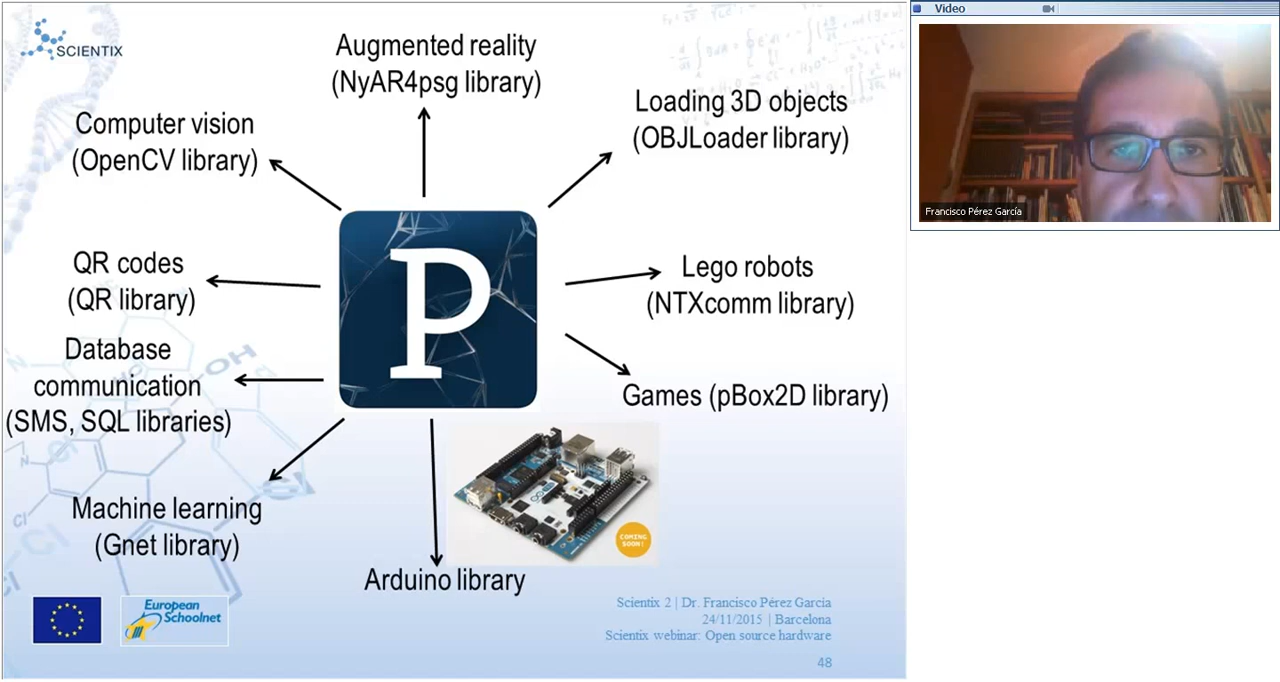 SCIENTIX
Augmented reality
(NyAR4psg library)
Loading 3D objects
(OBJLoader library)
Computer vision
(OpenCV library)
P
QR codes
(QR library)
Lego robots
(NTXcomm library)
Database
communication
(SMS, SQL libraries)
Games (pBox2D library)
Machine learning
(Gnet library)
COMING
SOON!
Arduino library
European
Schoolnet
Scientix 2 | Dr. Francisco Pérez García
24/11/2015 | Barcelona
Scientix webinar: Open source hardware
48
Video
Francisco Pérez García